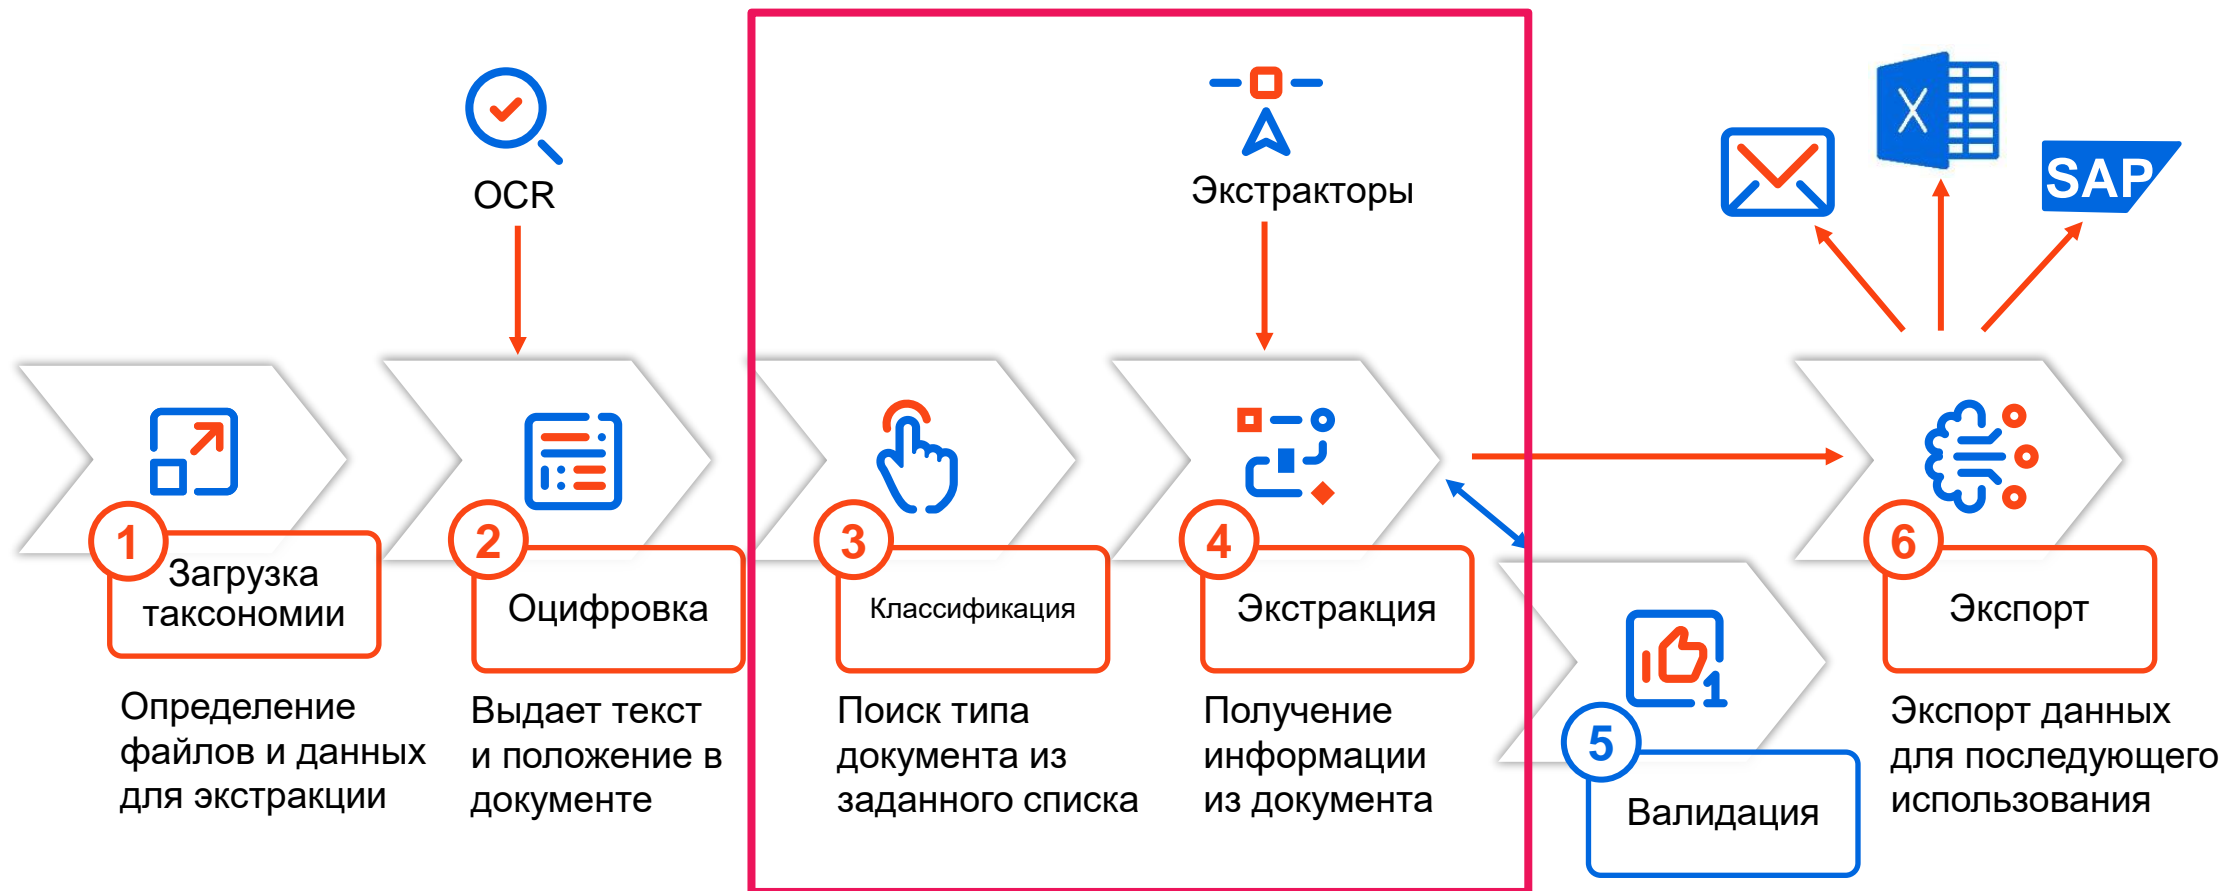 OCR
Экстракторы
X
SAP
1
Загрузка
таксономии
Определение
файлов и данных
для экстракции
2
Оцифровка
Выдает текст
и положение в
документе
3
Классификация
Поиск типа
документа из
заданного списка
4
Экстракция
Получение
информации
из документа
1
5
Валидация
6
Экспорт
Экспорт данных
для последующего
использования